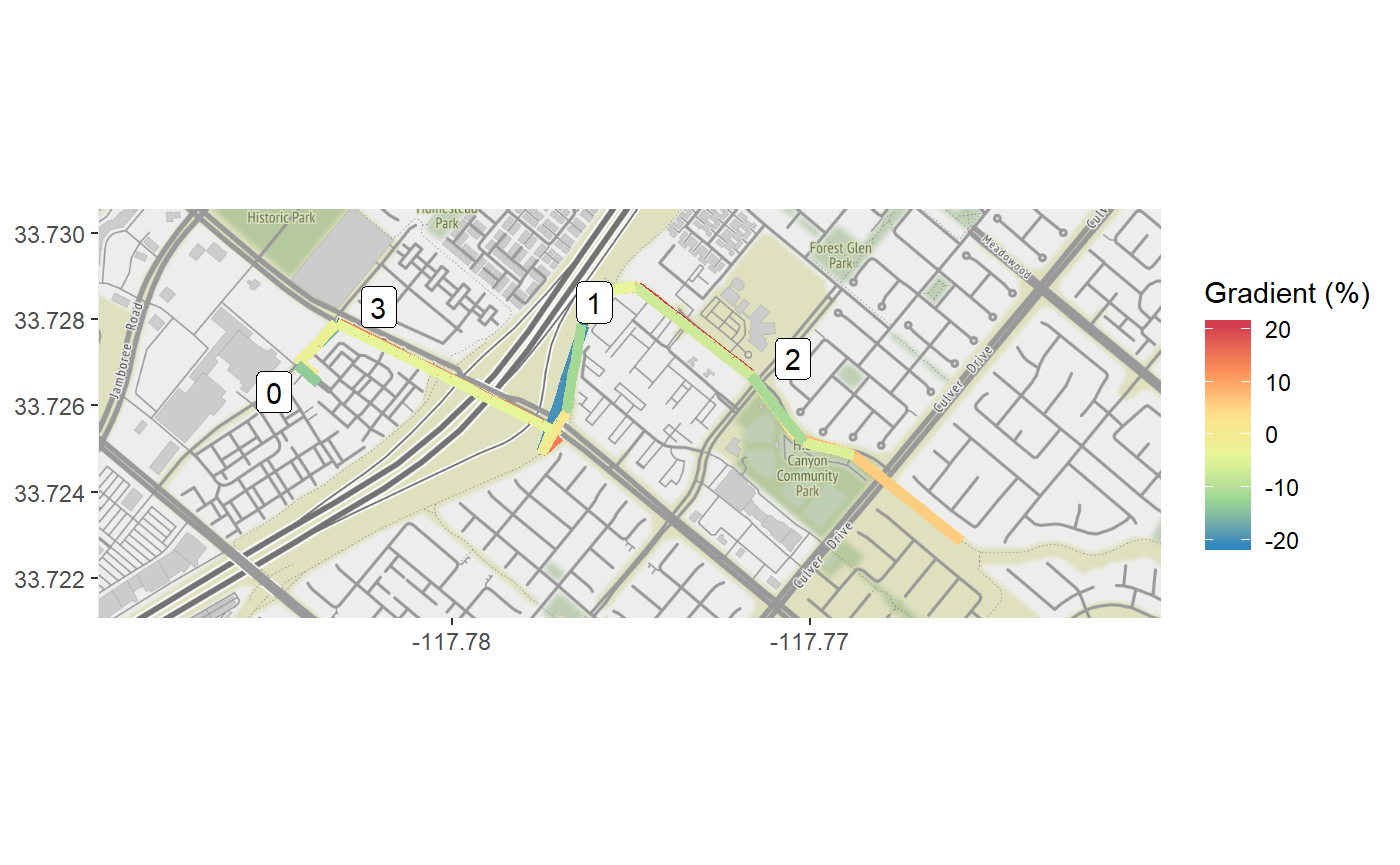 33.730
33.728
33.726
33.724
33.722
-117.78
-117.77
Historic Park
Homestead
Park
Forest Glen
Park
Meadowood
Jamboree Road
Culver Drive
Canyon
Community
Park
Culver Drive
0
1
2
3
Gradient (%)
20
10
0
-10
-20